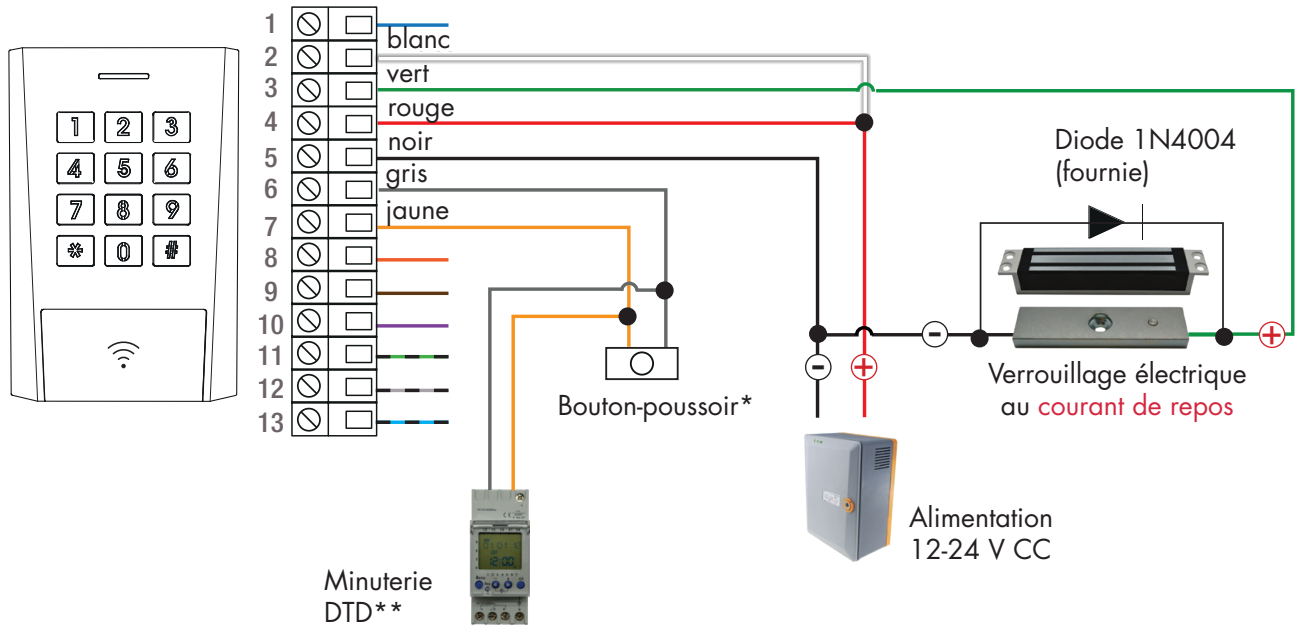 1
blanc
2
vert
3
rouge
4
noir
5
gris
6
jaune
7
8
9
10
11
12
13
1 2 3
4 5 6
7 8 9
* 0 #
Diode 1N4004
(fournie)
-
+
-
+
Verrouillage électrique
au courant de repos
Bouton-poussoir*
Alimentation
12-24 V CC
Minuterie
DTD**
12:00